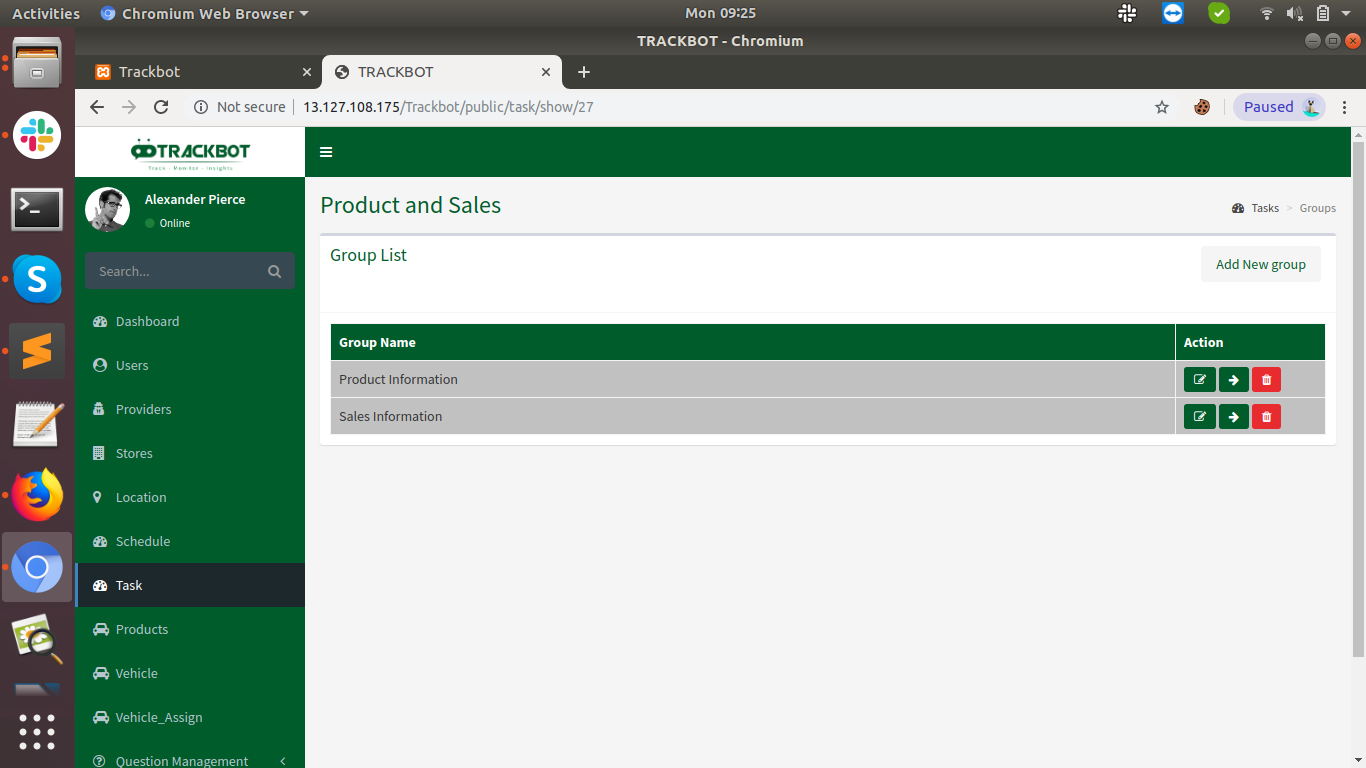 Activities
Chromium Web Browser
Mon 09:25
TRACKBOT - Chromium
Trackbot
TRACKBOT
Not secure
13.127.108.175/Trackbot/public/task/show/27
Paused
TRACKBOT
Track - Monitor - Insights
Alexander Pierce
Online
Search...
Dashboard
Users
Providers
Stores
Location
Schedule
Task
Products
Vehicle
Vehicle_Assign
Question Management
Product and Sales
Tasks > Groups
Group List
Add New group
Group Name Action
Product Information
Sales Information